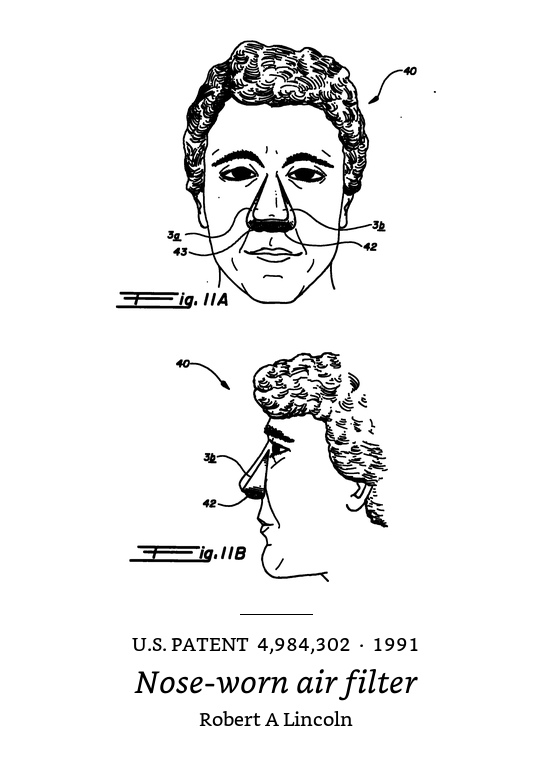 40
3a
3b
43
42
Fig. 11A
40
3b
42
Fig. 11B
U.S. PATENT 4,984,302 · 1991
Nose-worn air filter
Robert A Lincoln